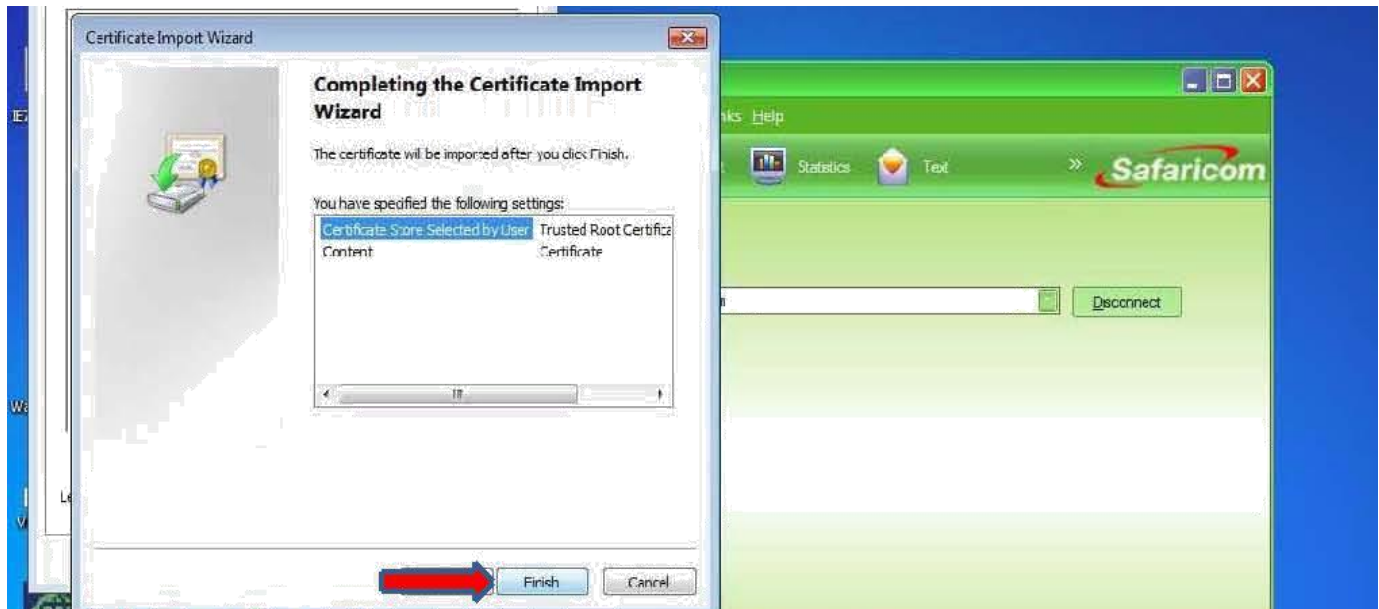 Certificate Import Wizard
Completing the Certificate Import
Wizard
The certificate will be imported after you click Finish.
You have specified the following settings:
Certificate Store Selected by User Trusted Root Certifica
Content Certificate
Finish Cancel
Help
Statistics Text » Safaricom
Disconnect